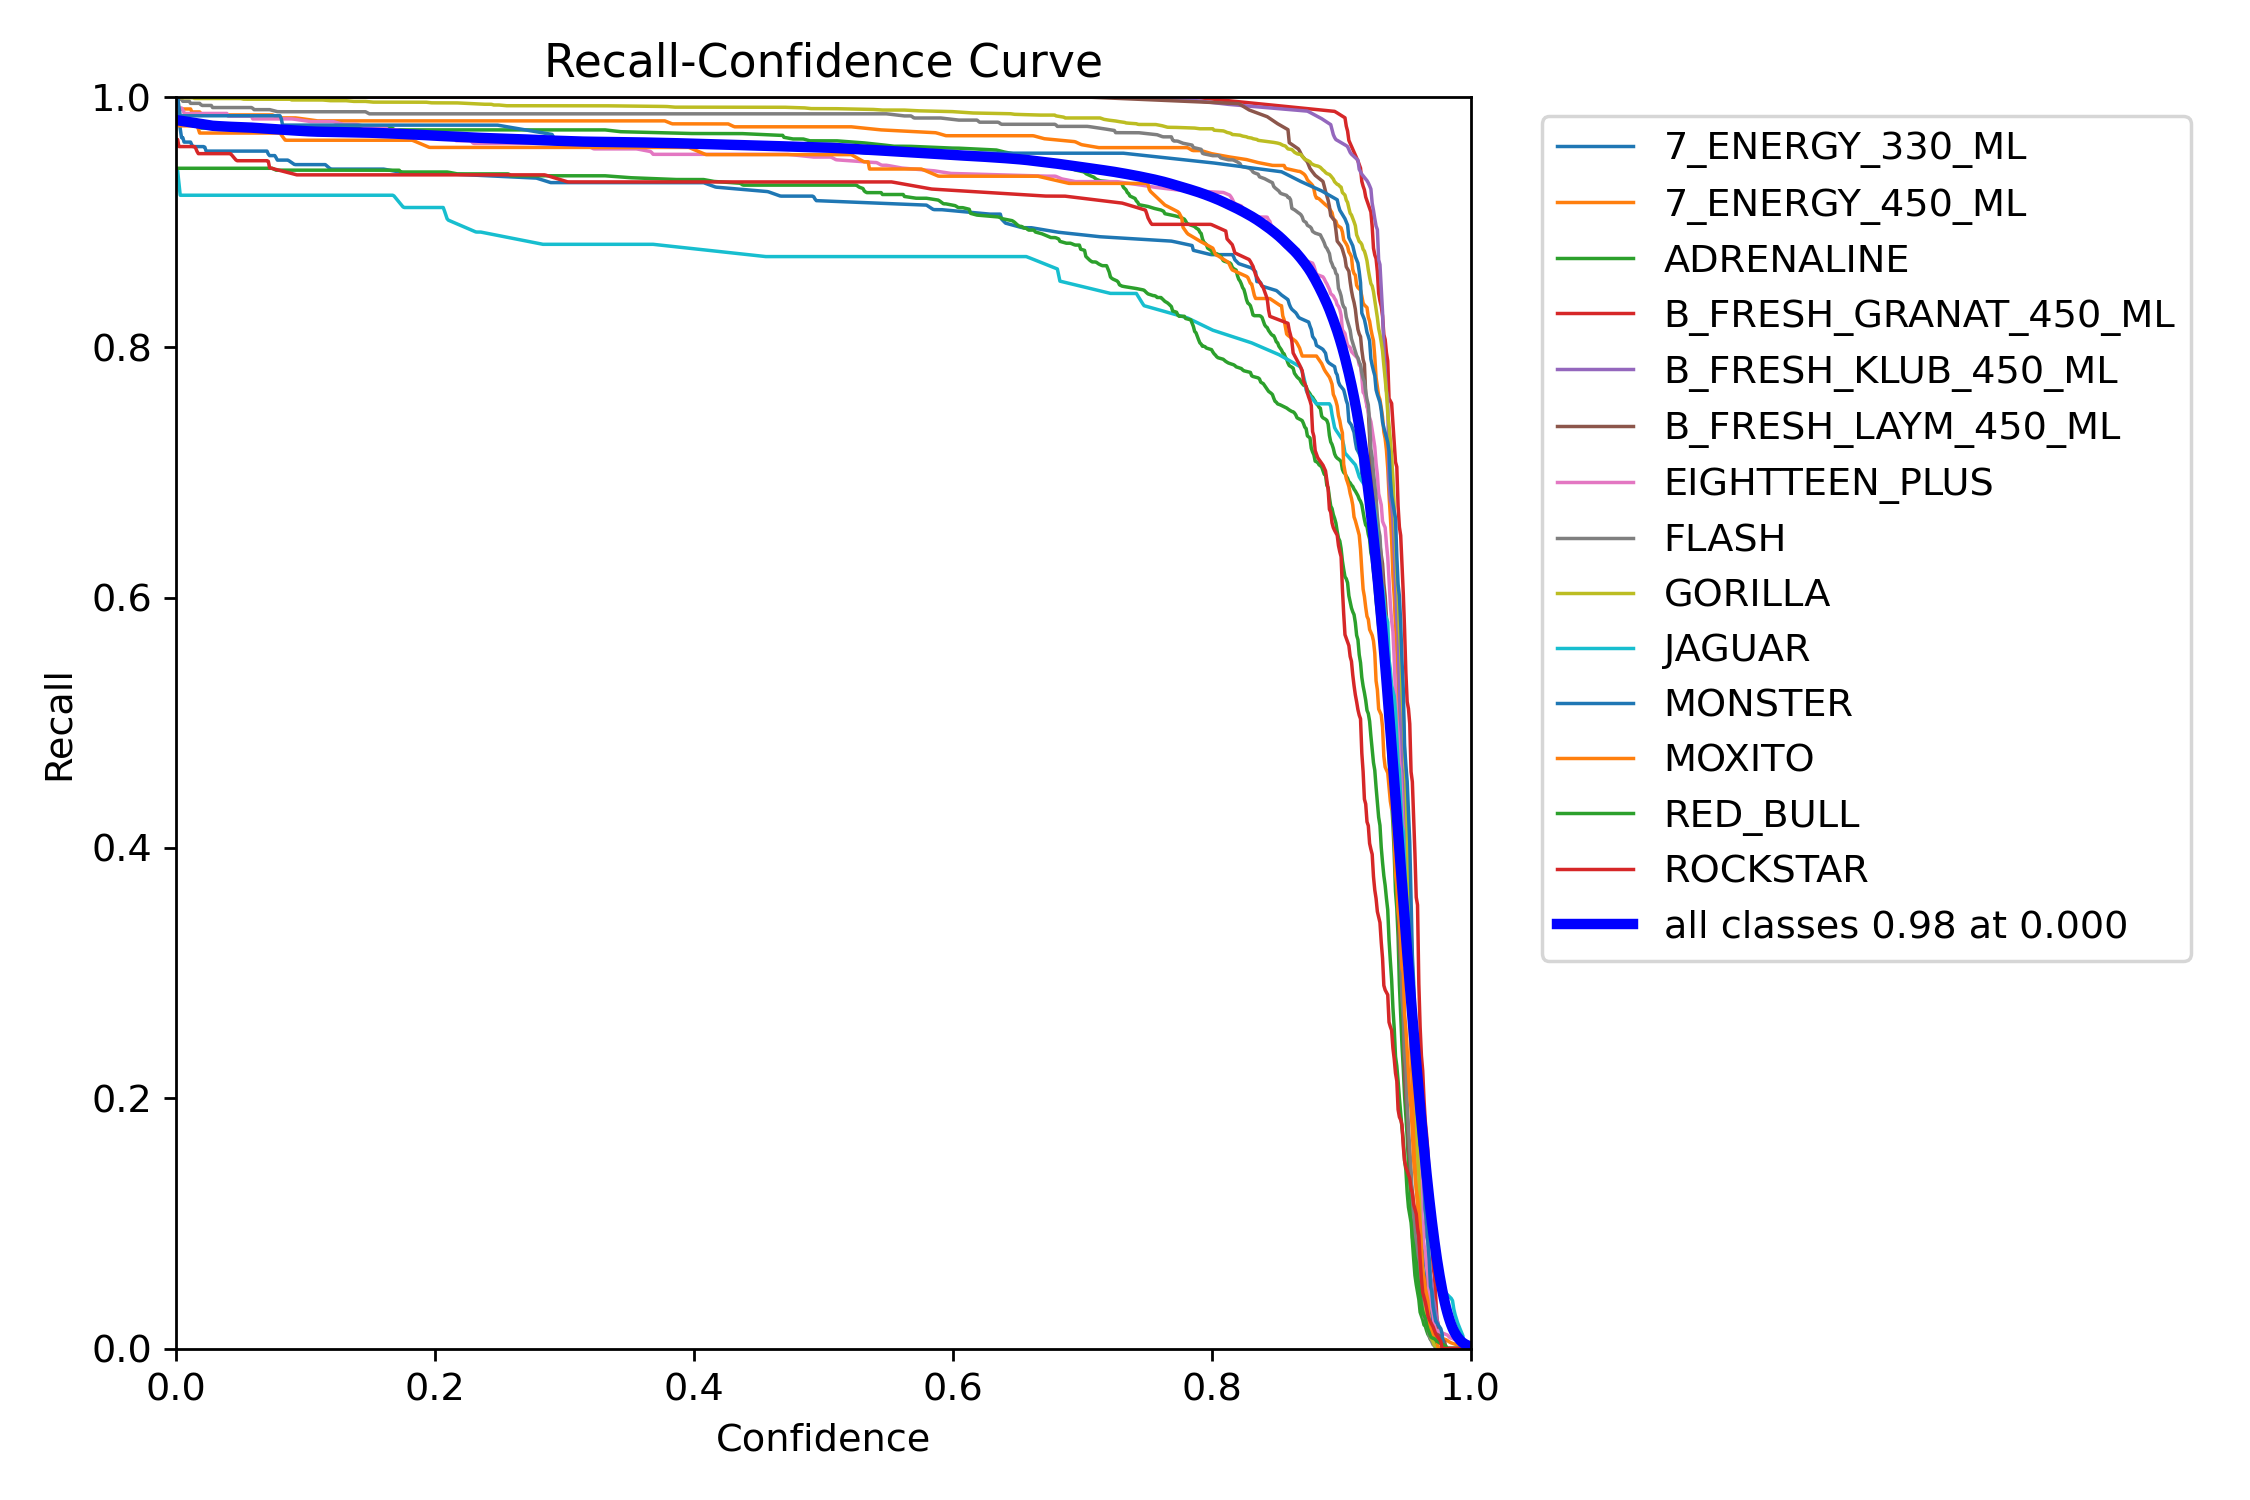 Recall-Confidence Curve
1.0
0.8
0.6
0.4
0.2
0.0
Recall
0.0 0.2 0.4 0.6 0.8 1.0
Confidence
7_ENERGY_330_ML
7_ENERGY_450_ML
ADRENALINE
B_FRESH_GRANAT_450_ML
B_FRESH_KLUB_450_ML
B_FRESH_LAYM_450_ML
EIGHTTEEN_PLUS
FLASH
GORILLA
JAGUAR
MONSTER
MOXITO
RED_BULL
ROCKSTAR
all classes 0.98 at 0.000